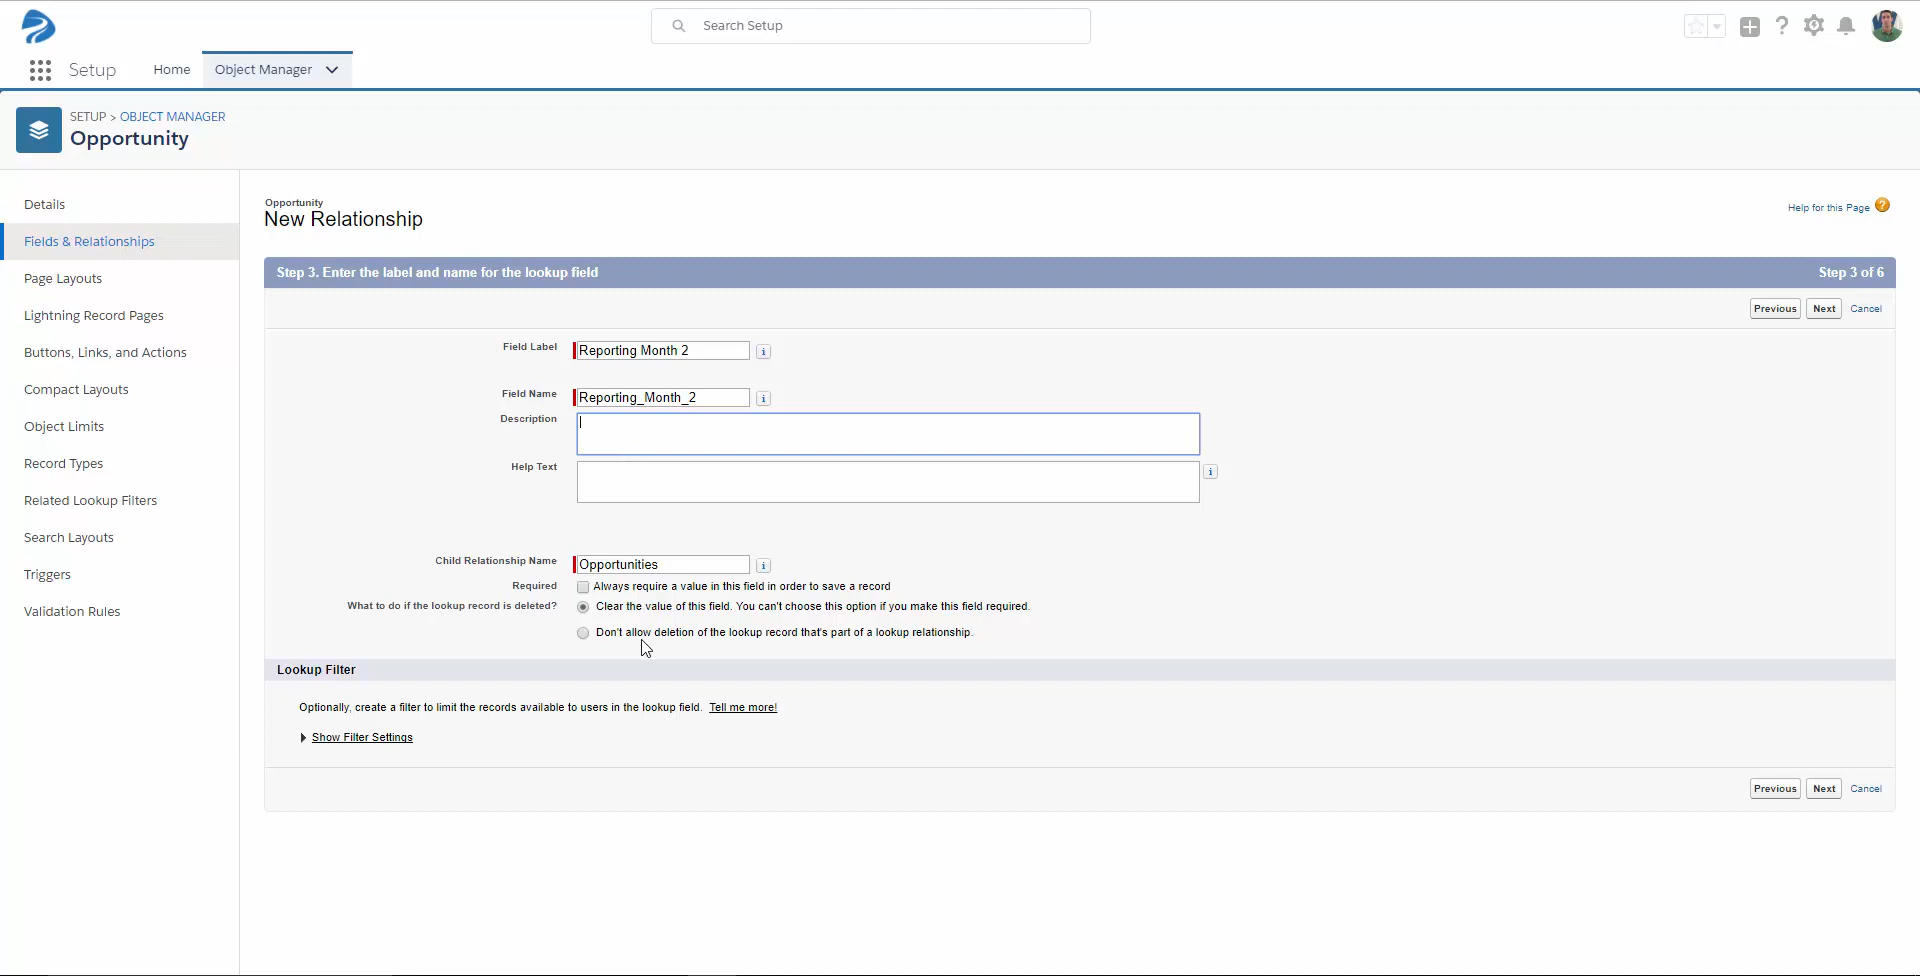 Search Setup
Setup
Home
Object Manager
SETUP > OBJECT MANAGER
Opportunity
Details
Fields & Relationships
Page Layouts
Lightning Record Pages
Buttons, Links, and Actions
Compact Layouts
Object Limits
Record Types
Related Lookup Filters
Search Layouts
Triggers
Validation Rules
Opportunity
New Relationship
Help for this Page ?
Step 3. Enter the label and name for the lookup field
Step 3 of 6
Previous Next Cancel
Field Label Reporting Month 2 i
Field Name Reporting_Month_2 i
Description
Help Text i
Child Relationship Name Opportunities i
Required Always require a value in this field in order to save a record
What to do if the lookup record is deleted? Clear the value of this field. You can't choose this option if you make this field required.
Don't allow deletion of the lookup record that's part of a lookup relationship.
Lookup Filter
Optionally, create a filter to limit the records available to users in the lookup field. Tell me more!
Show Filter Settings
Previous Next Cancel